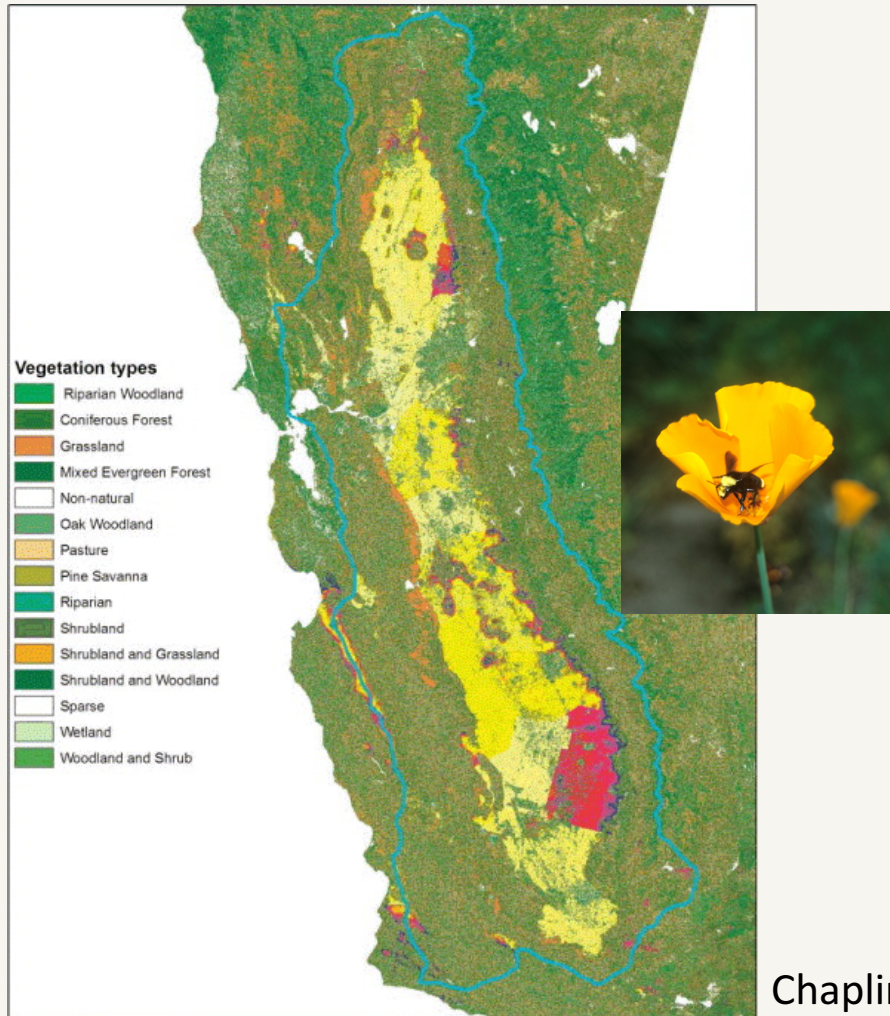 Vegetation types
Riparian Woodland
Coniferous Forest
Grassland
Mixed Evergreen Forest
Non-natural
Oak Woodland
Pasture
Pine Savanna
Riparian
Shrubland
Shrubland and Grassland
Shrubland and Woodland
Sparse
Wetland
Woodland and Shrub